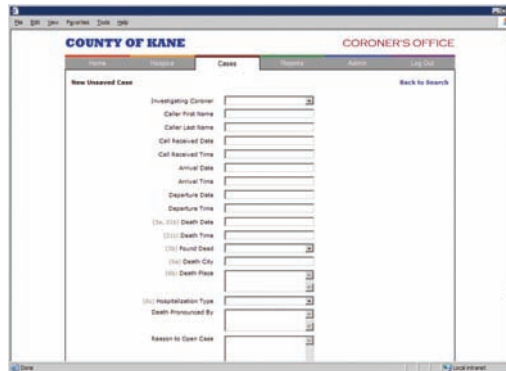 File Edit View Favorites Tools Help
COUNTY OF KANE CORONER'S OFFICE
Home Hospice Cases Reports Admin Log Out
New Unsaved Case Back to Search
Investigating Coroner
Caller First Name
Caller Last Name
Call Received Date
Call Received Time
Arrival Date
Arrival Time
Departure Date
Departure Time
Death Date
Death Time
Found Dead
Death City
Death Place
Hospitalization Type
Death Pronounced By
Reason to Open Case
Done Local intranet